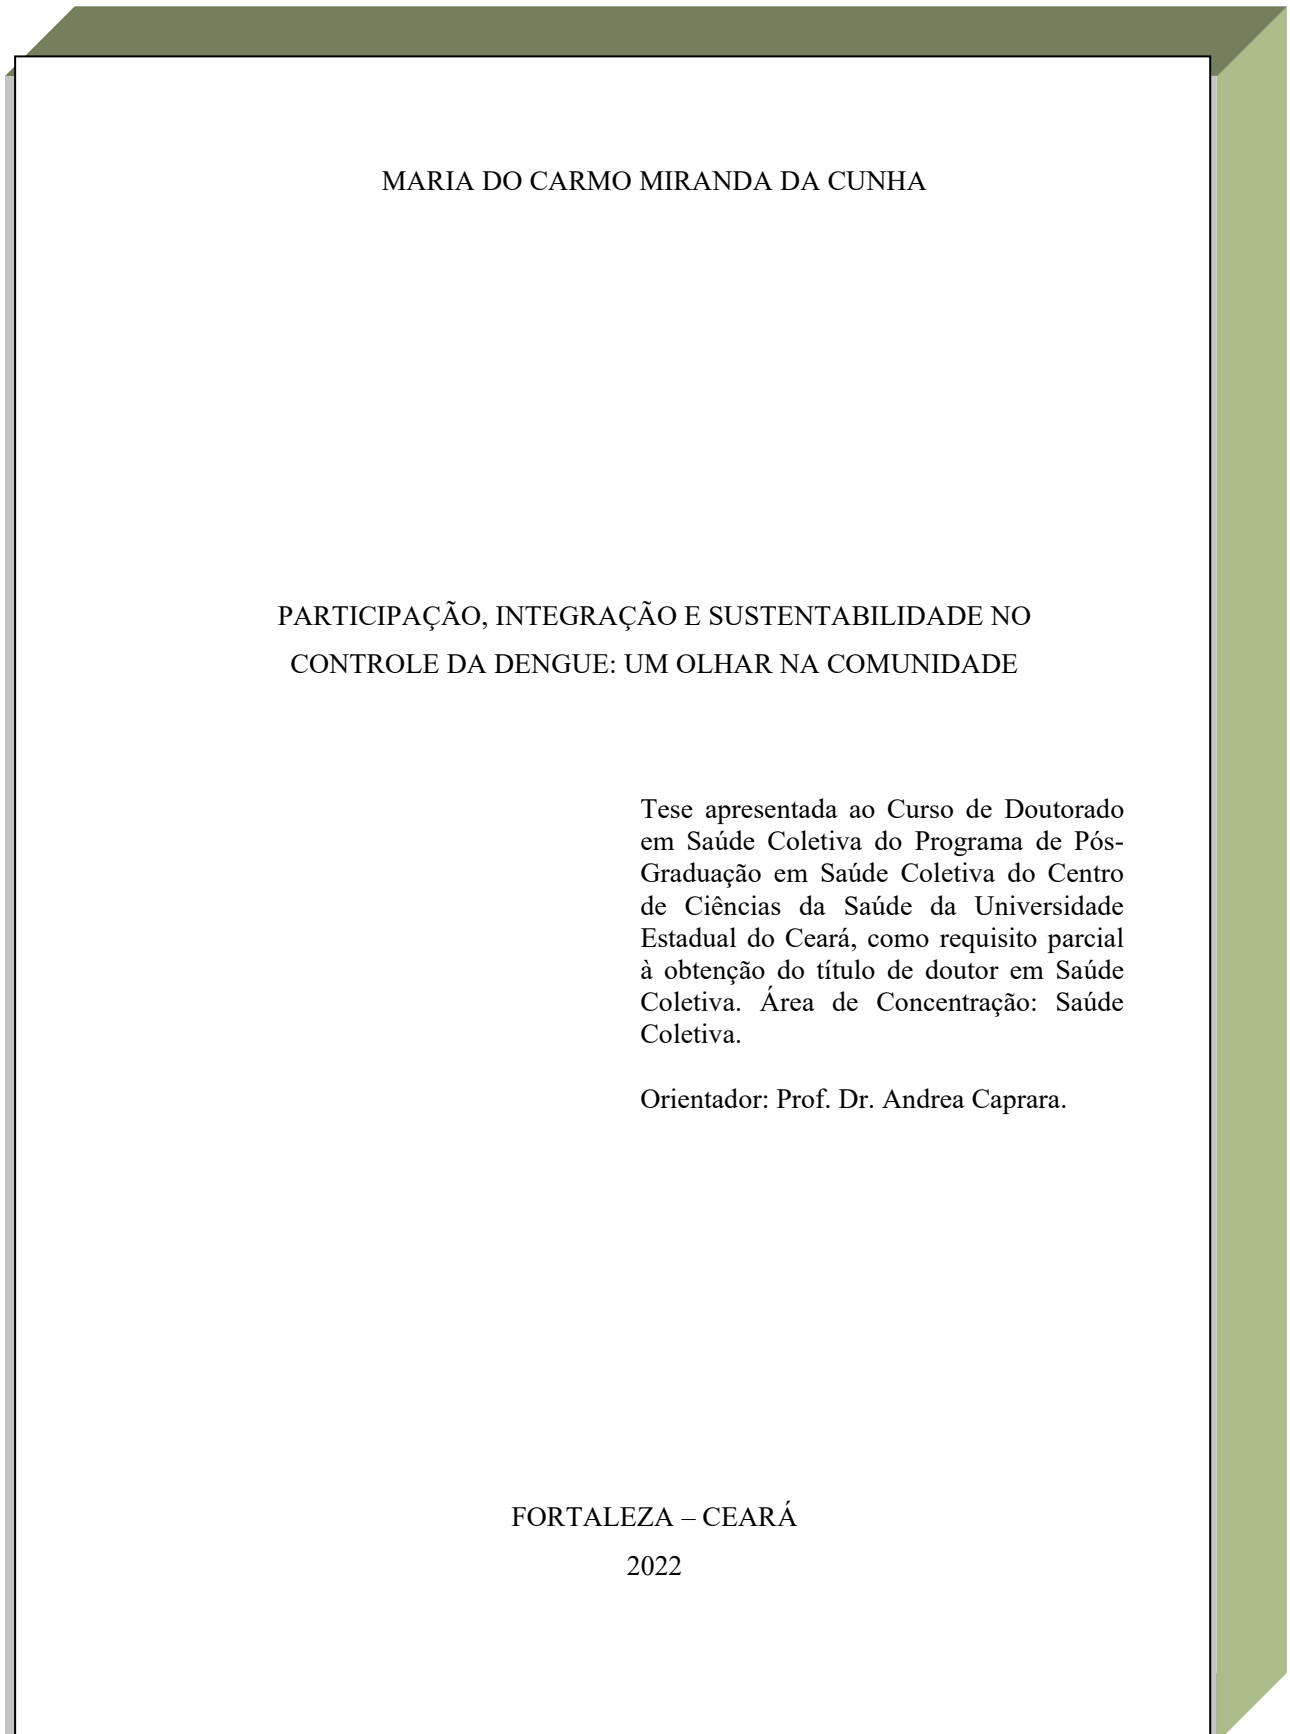 MARIA DO CARMO MIRANDA DA CUNHA
PARTICIPAÇÃO, INTEGRAÇÃO E SUSTENTABILIDADE NO
CONTROLE DA DENGUE: UM OLHAR NA COMUNIDADE
Tese apresentada ao Curso de Doutorado
em Saúde Coletiva do Programa de Pós-
Graduação em Saúde Coletiva do Centro
de Ciências da Saúde da Universidade
Estadual do Ceará, como requisito parcial
à obtenção do título de doutor em Saúde
Coletiva. Área de Concentração: Saúde
Coletiva.
Orientador: Prof. Dr. Andrea Caprara.
FORTALEZA – CEARÁ
2022